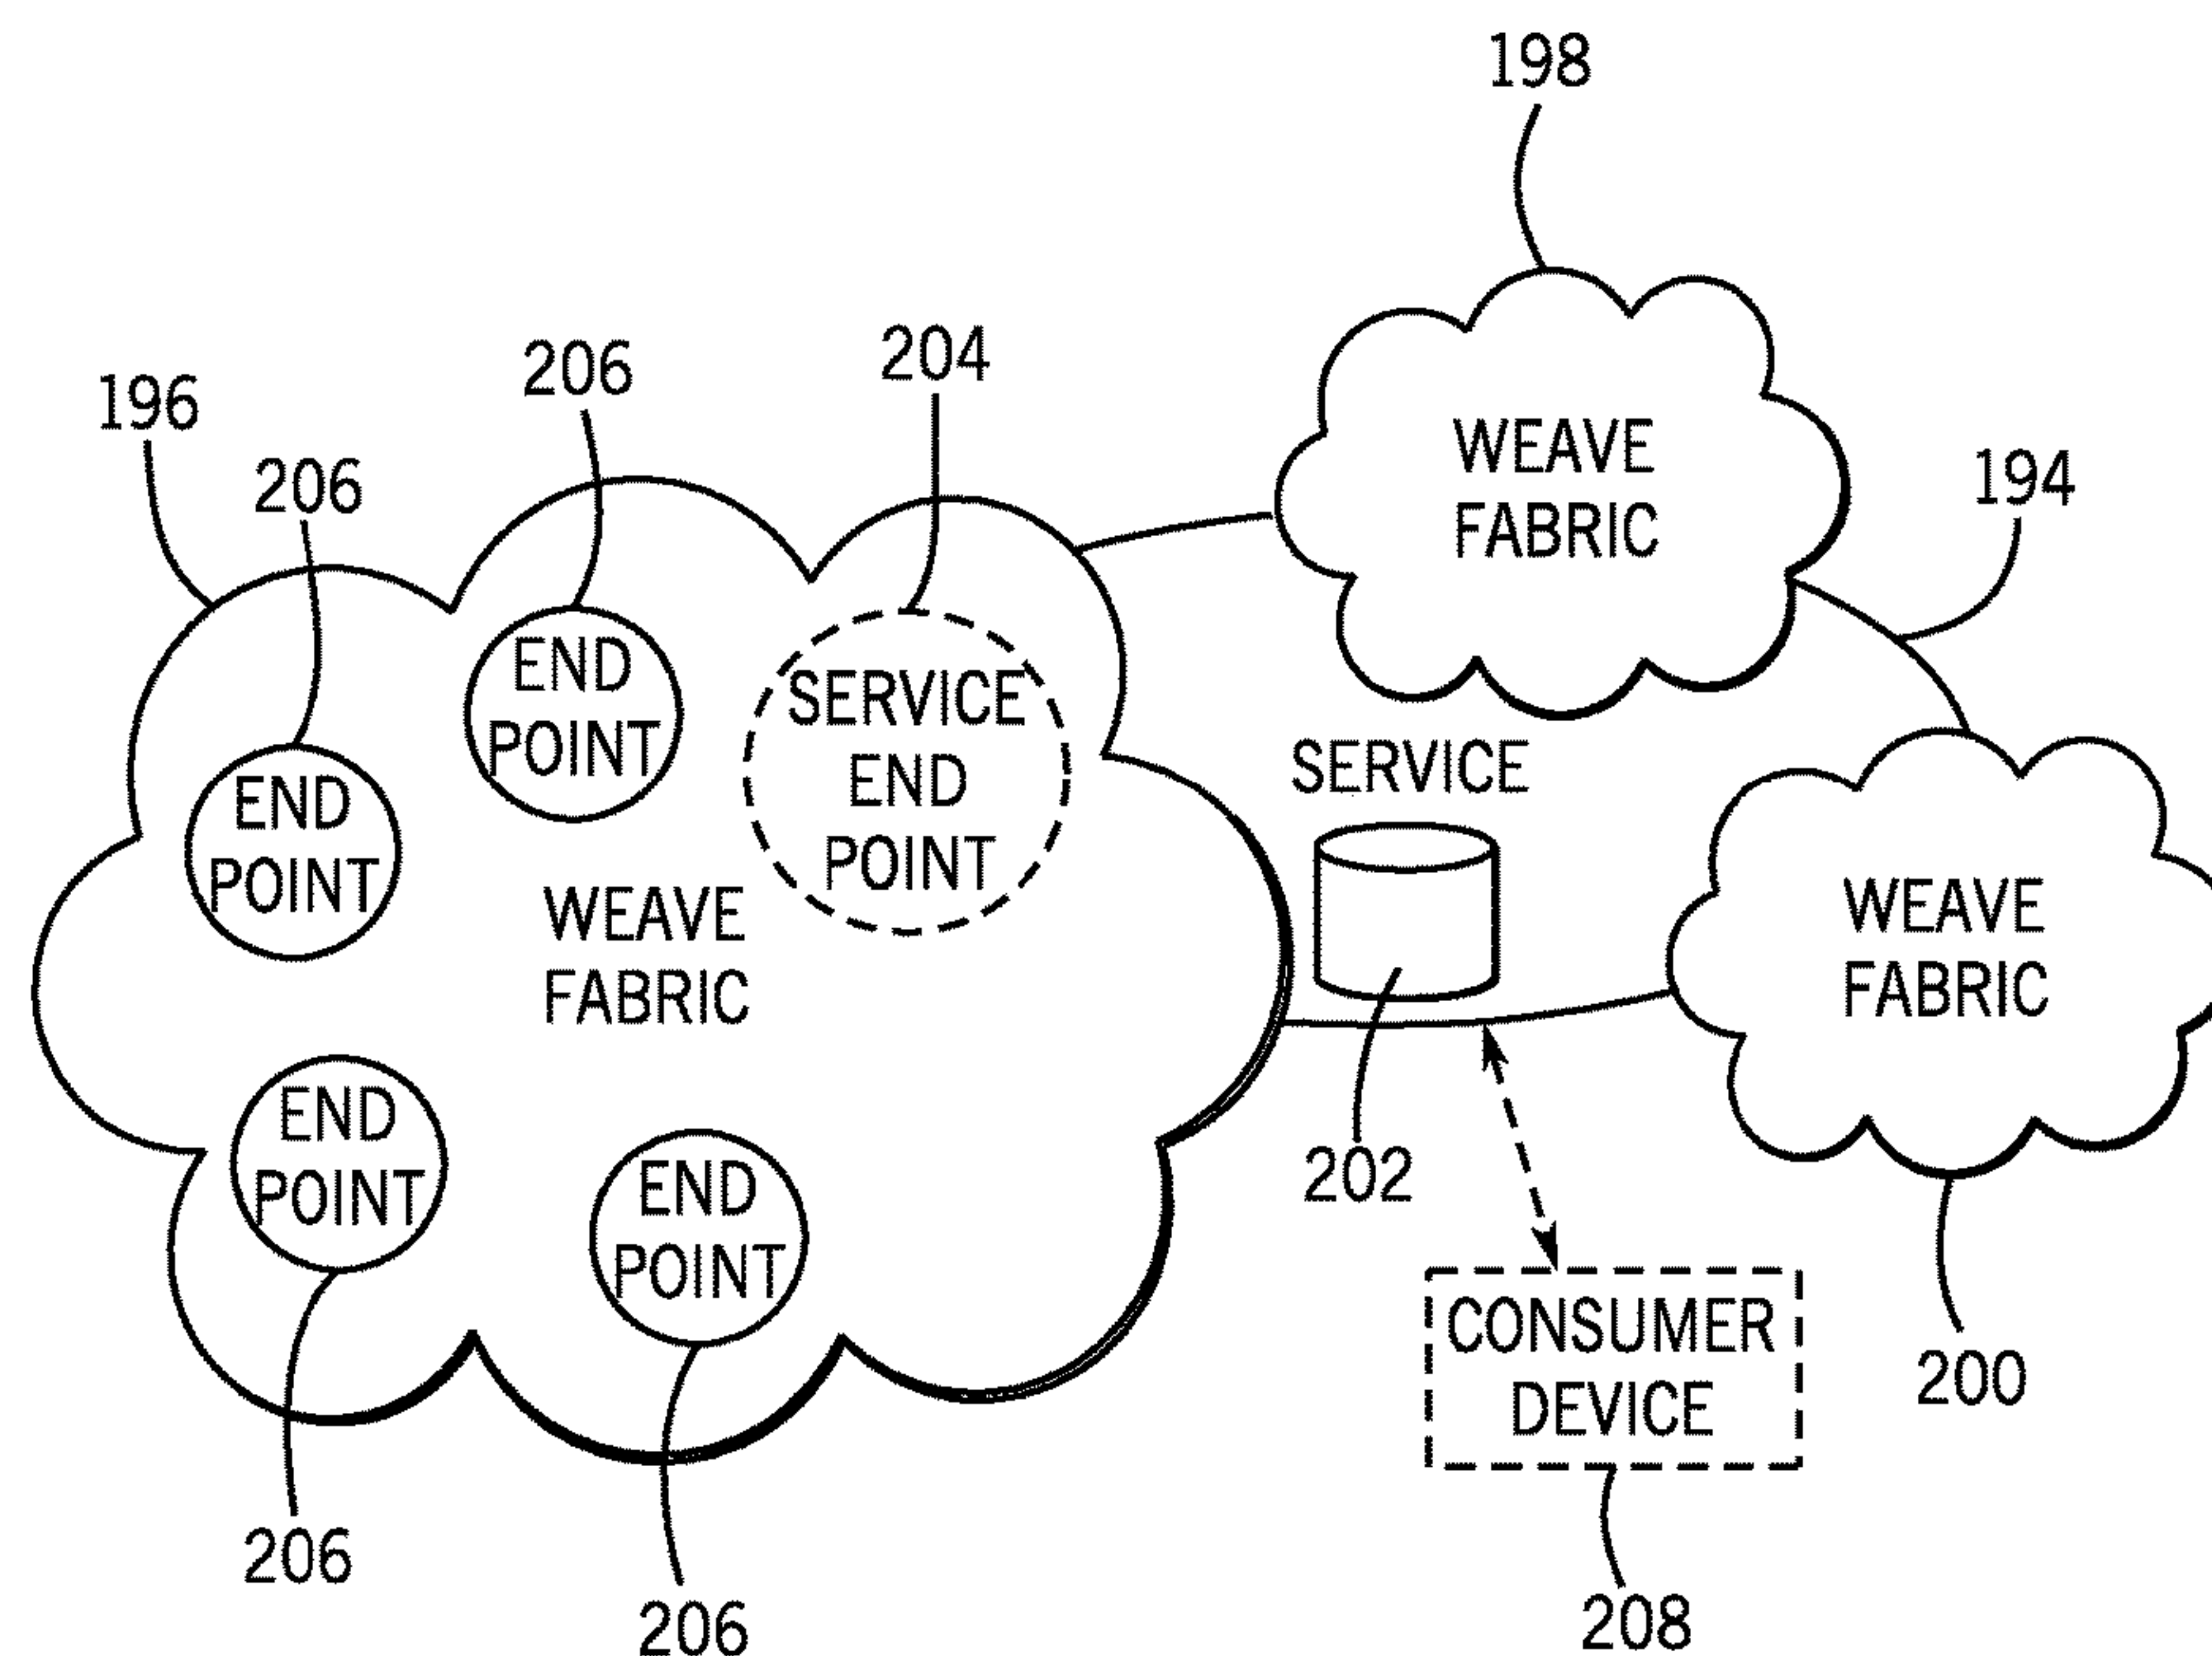 198
196
206
206
204
194
WEAVE
FABRIC
END
POINT
END
POINT
SERVICE
END
POINT
WEAVE
FABRIC
SERVICE
WEAVE
FABRIC
END
POINT
END
POINT
202
CONSUMER
DEVICE
200
206
206
208